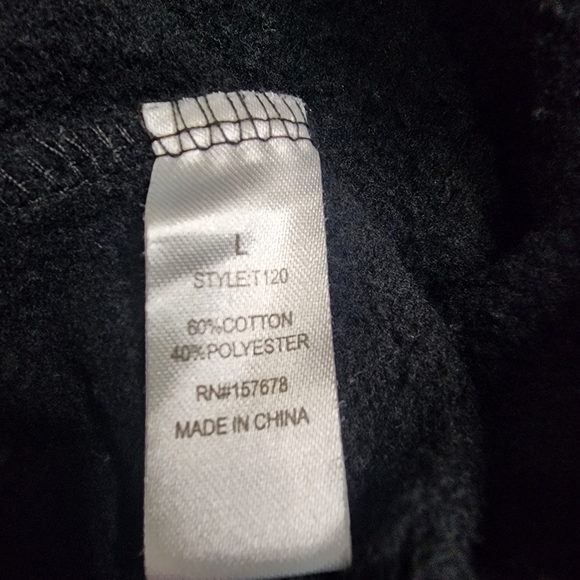 L
STYLE:T120
60%COTTON
40%POLYESTER
RN#157678
MADE IN CHINA